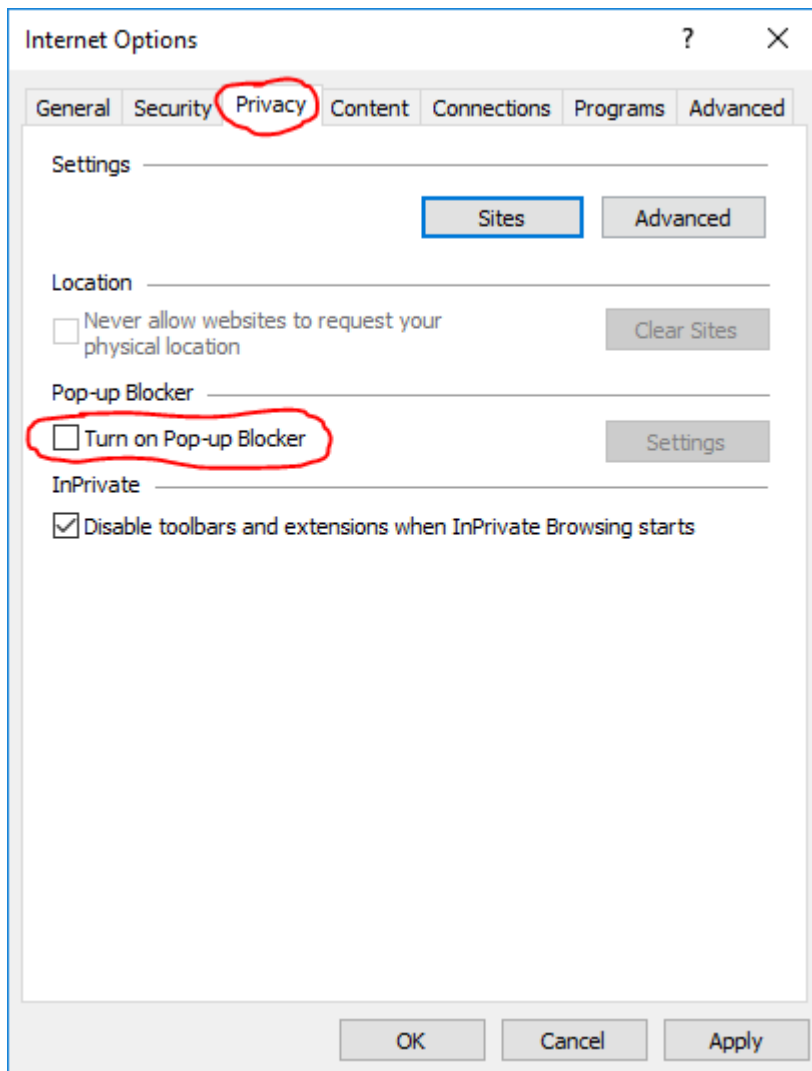 Internet Options ?
General Security Privacy Content Connections Programs Advanced
Settings
Sites Advanced
Location
Never allow websites to request your
physical location
Clear Sites
Pop-up Blocker
Turn on Pop-up Blocker Settings
InPrivate
Disable toolbars and extensions when InPrivate Browsing starts
OK Cancel Apply